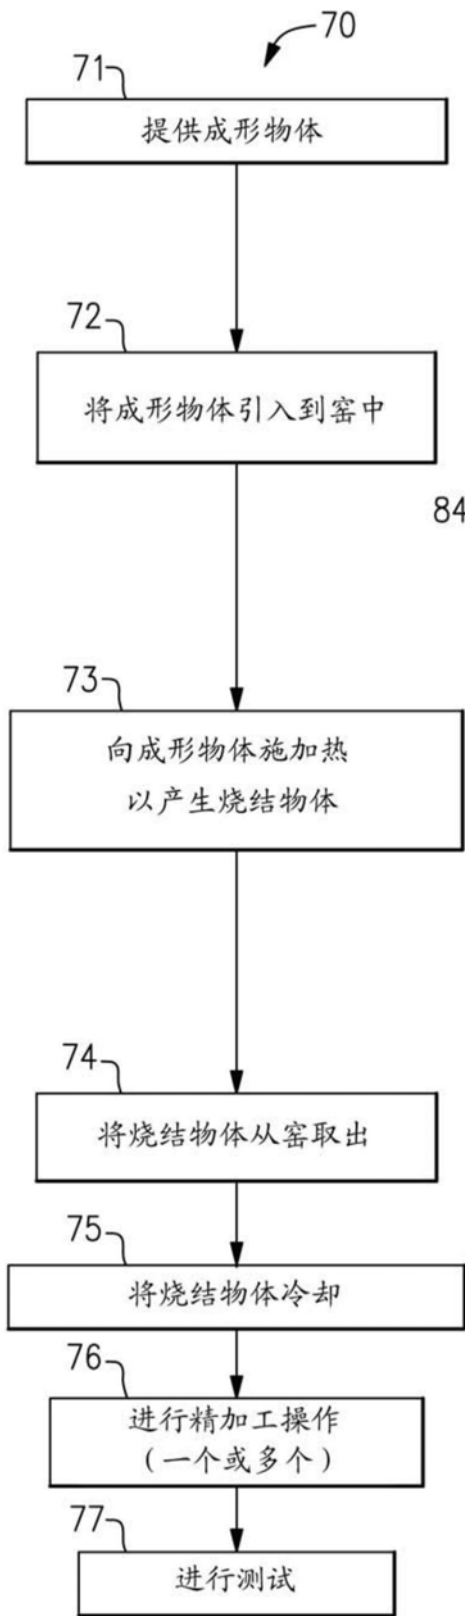 70
71
提供成形物体
72
将成形物体引入到窑中
84
73
向成形物体施加热
以产生烧结物体
74
将烧结物体从窑取出
75
将烧结物体冷却
76
进行精加工操作
(一个或多个)
77
进行测试